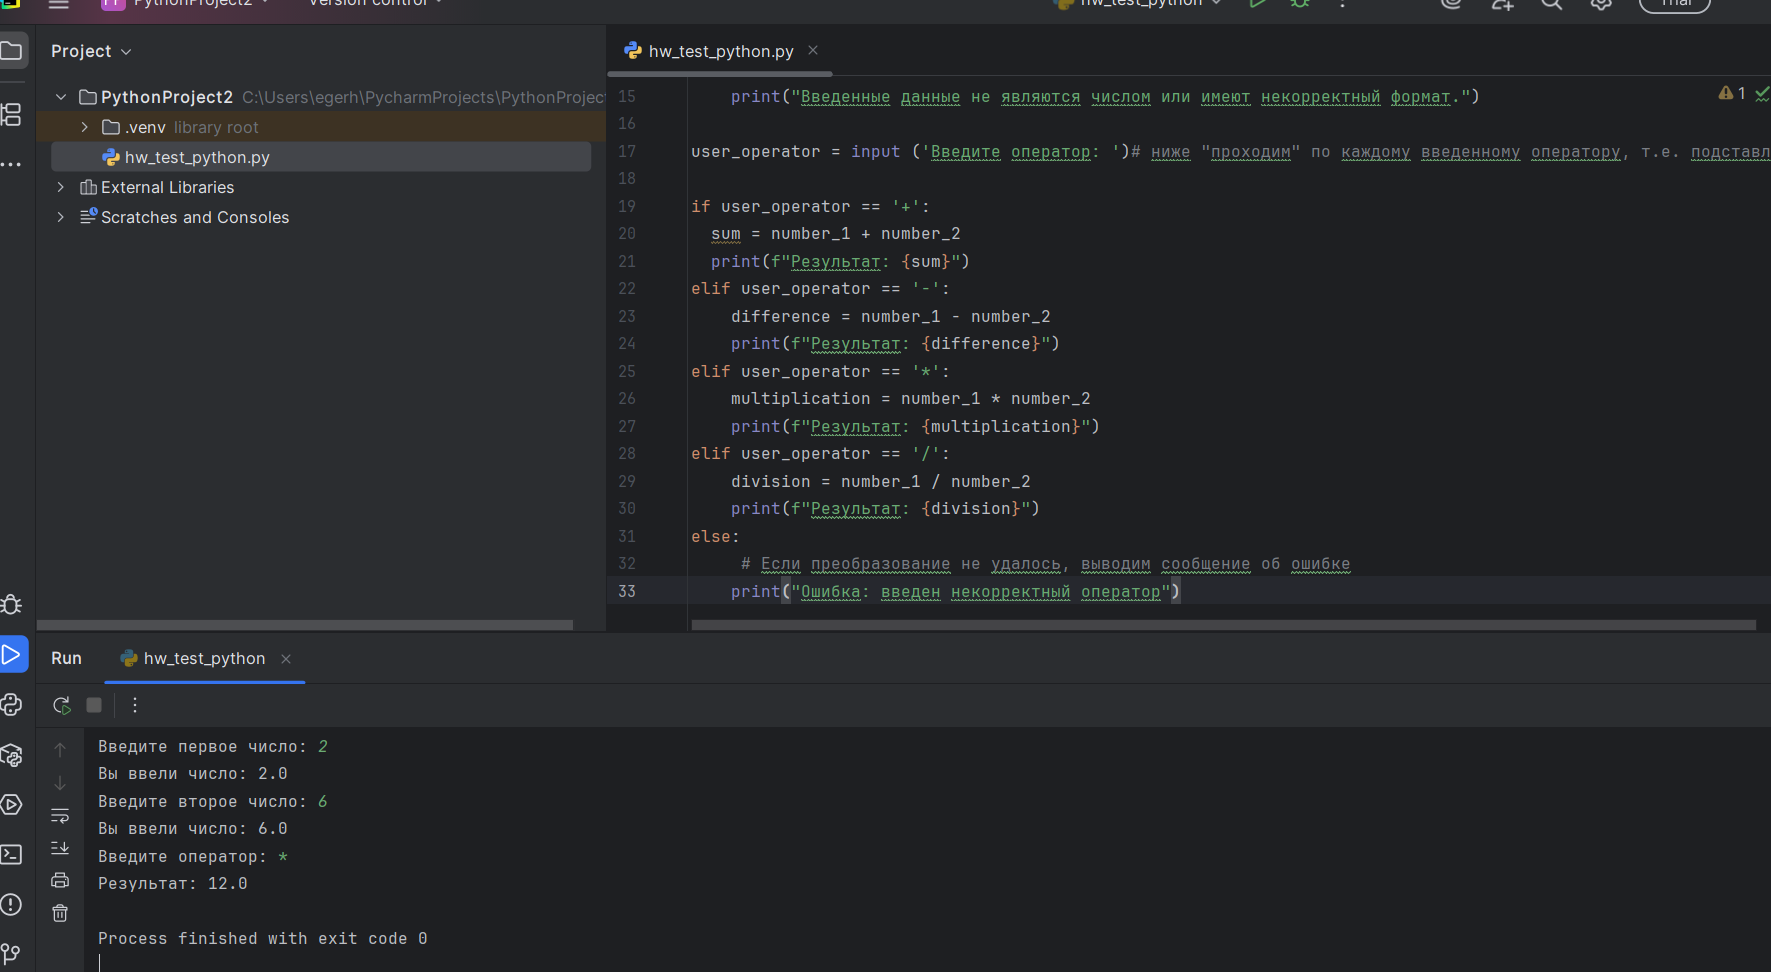 PythonProject2
Version control
hw_test_python
Trial
Project
hw_test_python.py
PythonProject2 C:\Users\egerh\PycharmProjects\PythonProjec
.venv library root
hw_test_python.py
External Libraries
Scratches and Consoles
1
15 print("Введенные данные не являются числом или имеют некорректный формат.")
16
17 user_operator = input ('Введите оператор: ')# ниже "проходим" по каждому введенному оператору, т.е. подставл
18
19 if user_operator == '+':
20 sum = number_1 + number_2
21 print(f"Результат: {sum}")
22 elif user_operator == '-':
23 difference = number_1 - number_2
24 print(f"Результат: {difference}")
25 elif user_operator == '*':
26 multiplication = number_1 * number_2
27 print(f"Результат: {multiplication}")
28 elif user_operator == '/':
29 division = number_1 / number_2
30 print(f"Результат: {division}")
31 else:
32 # Если преобразование не удалось, выводим сообщение об ошибке
33 print("Ошибка: введен некорректный оператор")
Run hw_test_python
Введите первое число: 2
Вы ввели число: 2.0
Введите второе число: 6
Вы ввели число: 6.0
Введите оператор: *
Результат: 12.0
Process finished with exit code 0